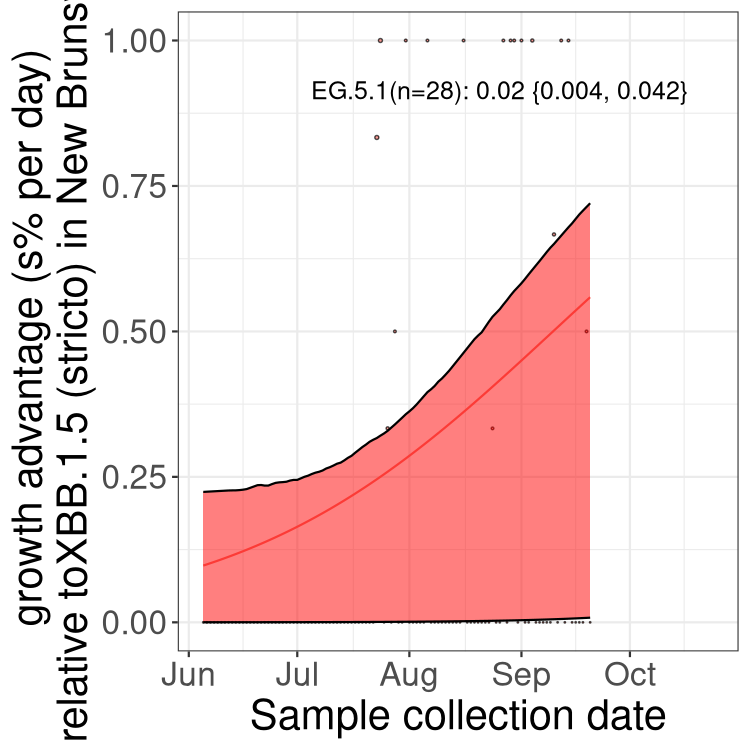 growth advantage (s% per day)
relative toXBB.1.5 (stricto) in New Bruns
1.00
0.75
0.50
0.25
0.00
EG.5.1(n=28): 0.02 {0.004, 0.042}
Jun Jul Aug Sep Oct
Sample collection date